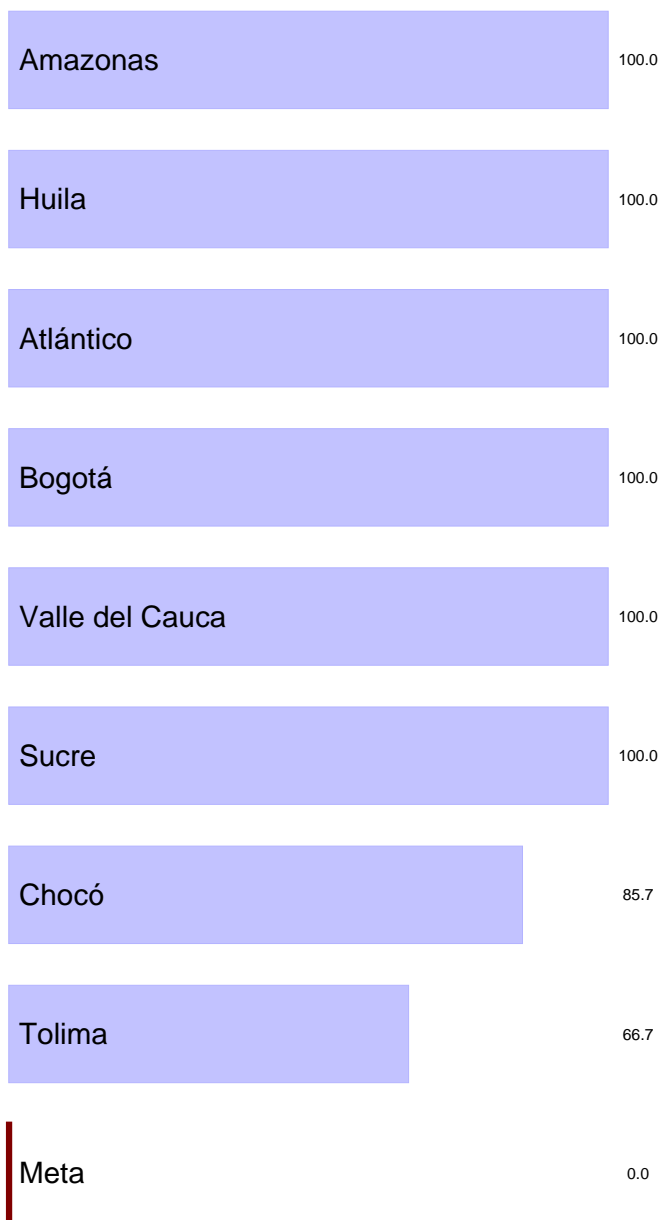 Amazonas 100.0
Huila 100.0
Atlántico 100.0
Bogotá 100.0
Valle del Cauca 100.0
Sucre 100.0
Chocó 85.7
Tolima 66.7
Meta 0.0